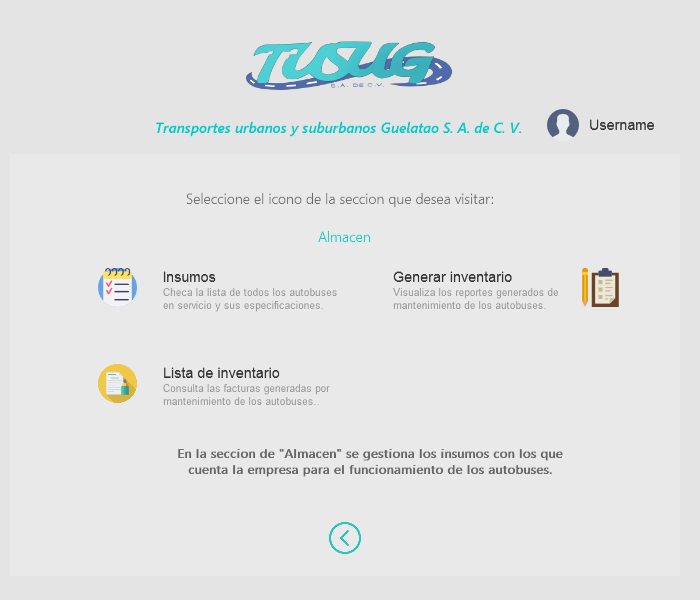 TUSUG
S.A. DE C.V.
Transportes urbanos y suburbanos Guelatao S. A. de C. V.
Username
Seleccione el icono de la seccion que desea visitar:
Almacen
Insumos
Checa la lista de todos los autobuses
en servicio y sus especificaciones.
Generar inventario
Visualiza los reportes generados de
mantenimiento de los autobuses.
Lista de inventario
Consulta las facturas generadas por
mantenimiento de los autobuses..
En la seccion de "Almacen" se gestiona los insumos con los que
cuenta la empresa para el funcionamiento de los autobuses.